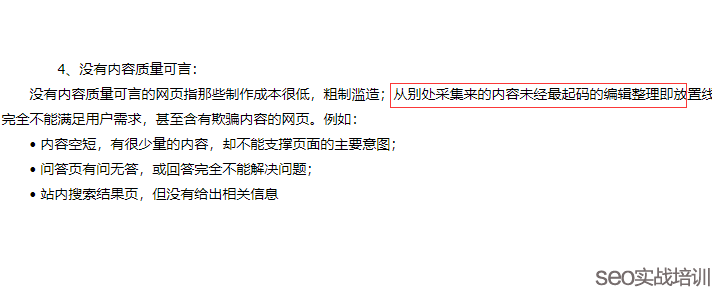 4、没有内容质量可言：
没有内容质量可言的网页指那些制作成本很低，粗制滥造；从别处采集来的内容未经最起码的编辑整理即放置线
完全不能满足用户需求，甚至含有欺骗内容的网页。例如：
• 内容空短，有很少量的内容，却不能支撑页面的主要意图；
• 问答页有问无答，或回答完全不能解决问题；
• 站内搜索结果页，但没有给出相关信息
seo实战培训